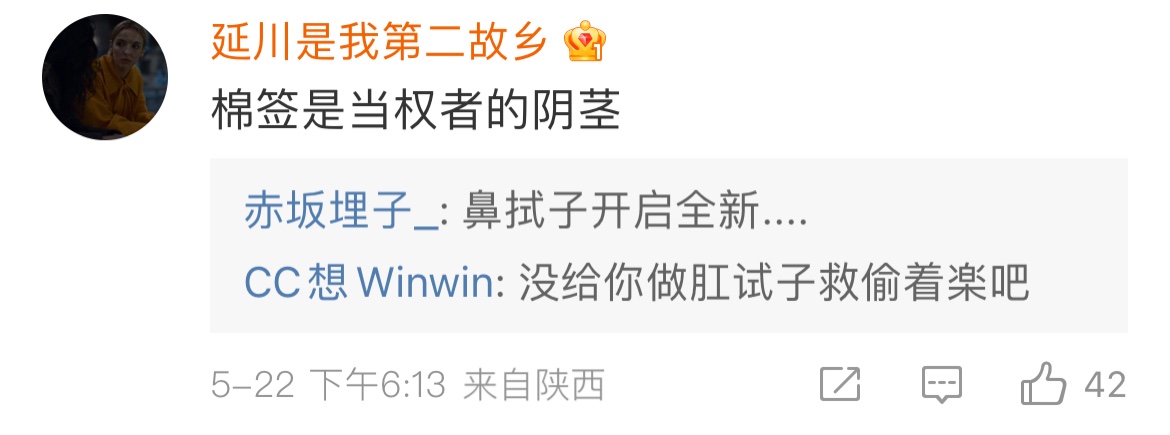 延川是我第二故乡
棉签是当权者的阴茎
赤坂埋子_: 鼻拭子开启全新....
CC想Winwin: 没给你做肛试子救偷着楽吧
5-22 下午6:13 来自陕西
42